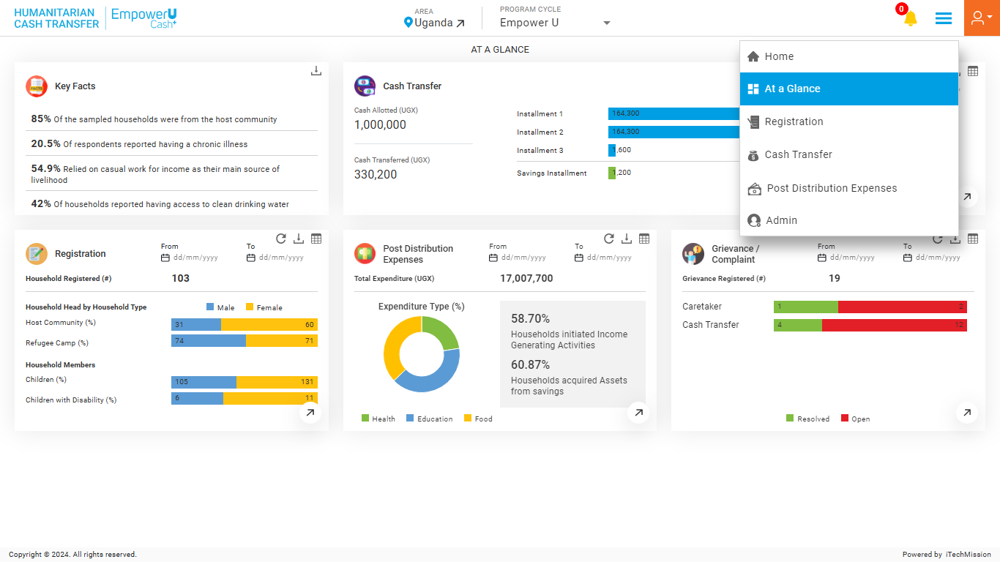 HUMANITARIAN
CASH TRANSFER
EmpowerU
Cash+
AREA
Uganda
PROGRAM CYCLE
Empower U
0
AT A GLANCE
Home
At a Glance
Registration
Cash Transfer
Post Distribution Expenses
Admin
FACTS
Key Facts
85% Of the sampled households were from the host community
20.5% Of respondents reported having a chronic illness
54.9% Relied on casual work for income as their main source of
livelihood
42% Of households reported having access to clean drinking water
Cash Transfer
Cash Allotted (UGX)
1,000,000
Cash Transferred (UGX)
330,200
Installment 1 164,300
Installment 2 164,300
Installment 3 1,600
Savings Installment 1,200
Registration
From To
dd/mm/yyyy dd/mm/yyyy
Household Registered (#) 103
Household Head by Household Type Male Female
Host Community (%) 31 60
Refugee Camp (%) 74 71
Household Members
Children (%) 105 131
Children with Disability (%) 6 11
Post Distribution
Expenses
From To
dd/mm/yyyy dd/mm/yyyy
Total Expenditure (UGX) 17,007,700
Expenditure Type (%)
58.70%
Households initiated Income
Generating Activities
60.87%
Households acquired Assets
from savings
Health Education Food
Grievance /
Complaint
From To
dd/mm/yyyy dd/mm/yyyy
Grievance Registered (#) 19
Caretaker 1 2
Cash Transfer 4 12
Resolved Open
Copyright © 2024. All rights reserved.
Powered by iTechMission